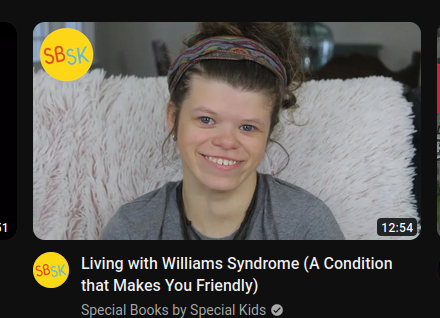 SBSK
51
12:54
SBSK
Living with Williams Syndrome (A Condition
that Makes You Friendly)
Special Books by Special Kids